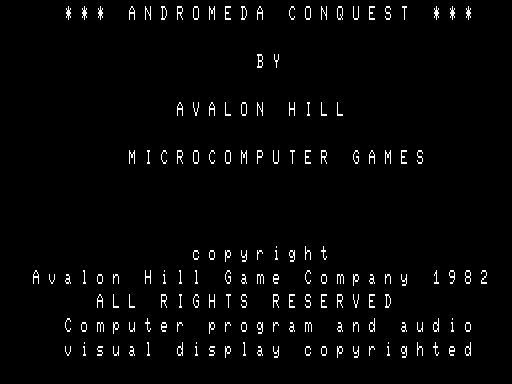 *** ANDROMEDA CONQUEST ***
BY
AVALON HILL
MICROCOMPUTER GAMES
copyright
Avalon Hill Game Company 1982
ALL RIGHTS RESERVED
Computer program and audio
visual display copyrighted